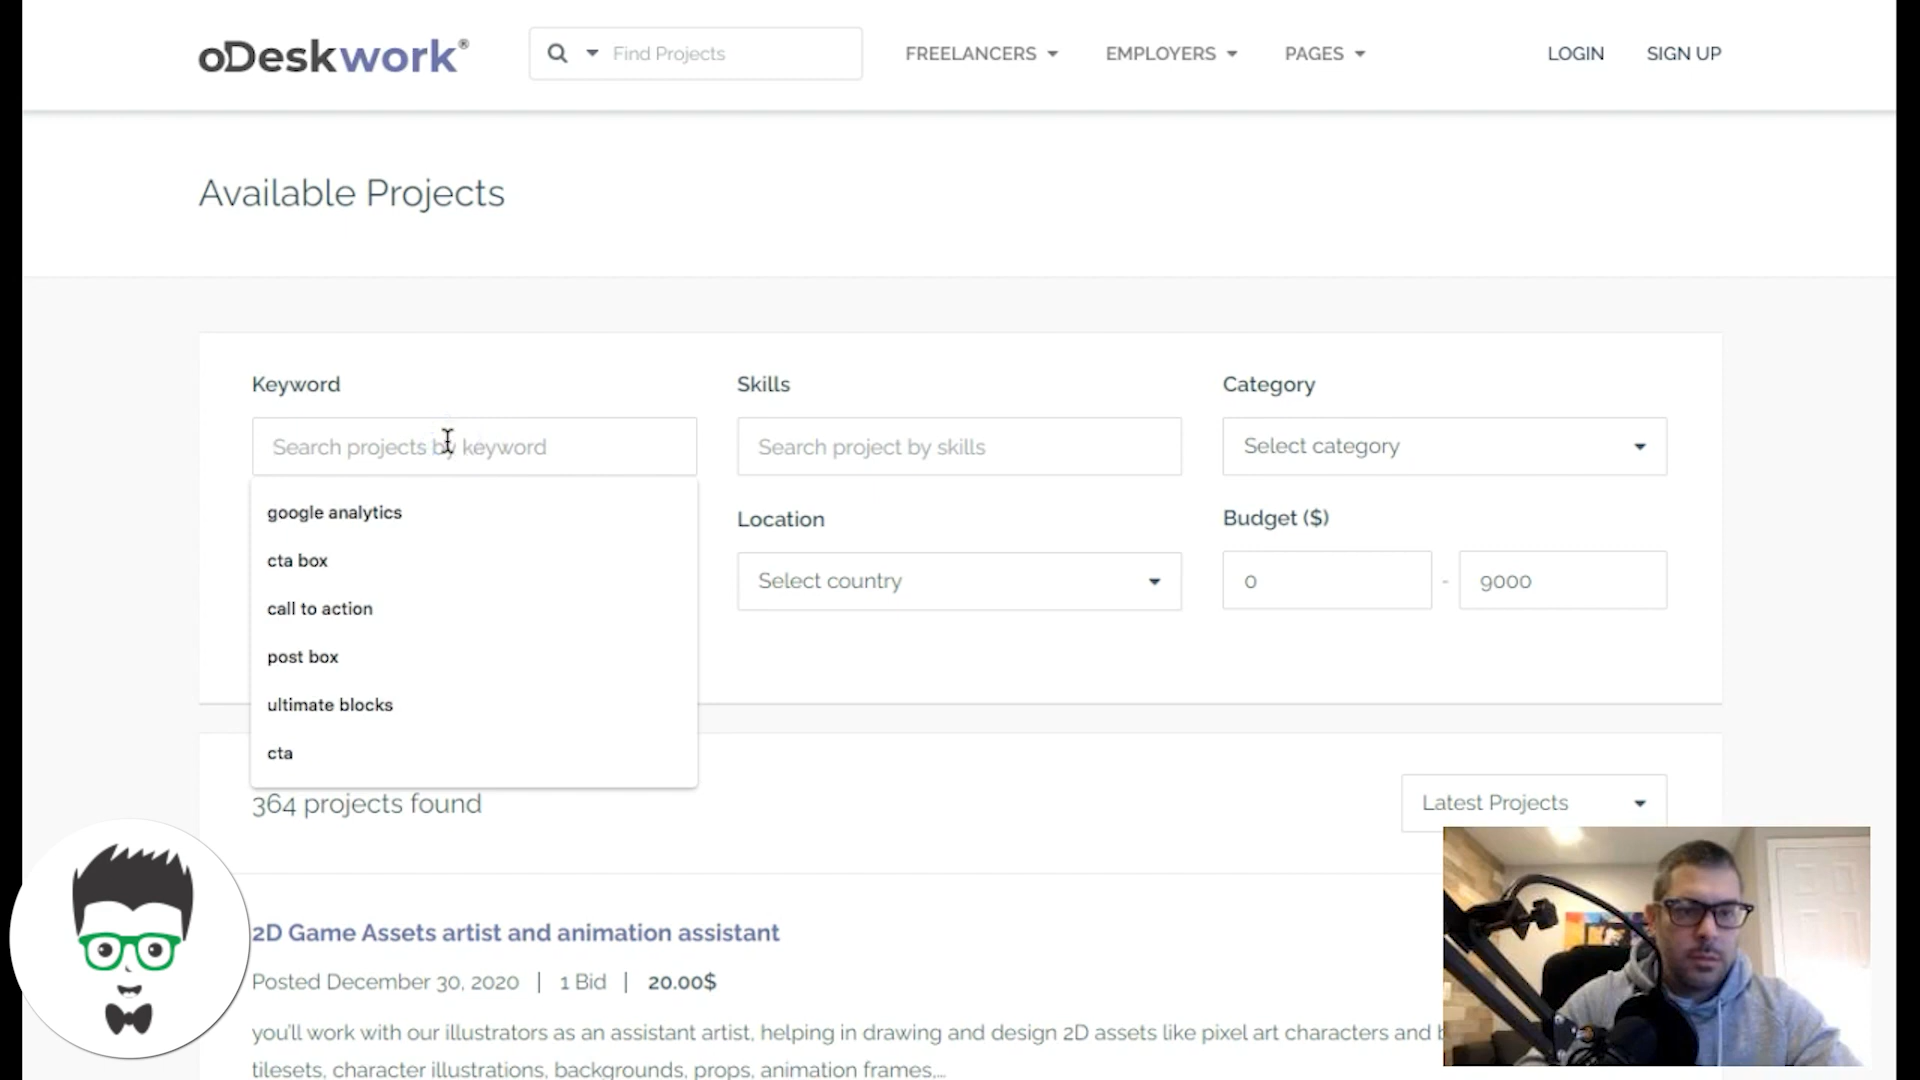 oDeskwork®
Find Projects
FREELANCERS
EMPLOYERS
PAGES
LOGIN
SIGN UP
Available Projects
Keyword
Skills
Category
Search projects by keyword
Search project by skills
Select category
google analytics
cta box
call to action
post box
ultimate blocks
cta
Location
Budget ($)
Select country
0
-
9000
364 projects found
Latest Projects
2D Game Assets artist and animation assistant
Posted December 30, 2020 | 1 Bid | 20.00$
you'll work with our illustrators as an assistant artist, helping in drawing and design 2D assets like pixel art characters and
tilesets, character illustrations, backgrounds, props, animation frames,...